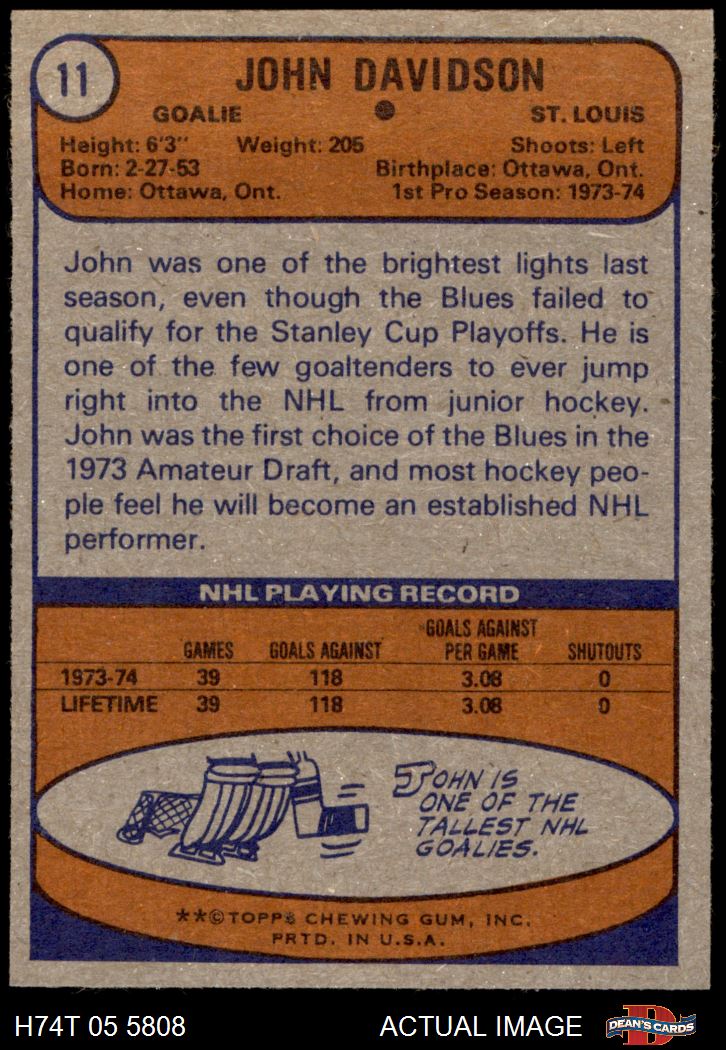 11
JOHN DAVIDSON
GOALIE ST. LOUIS
Height: 6'3" Weight: 205 Shoots: Left
Born: 2-27-53 Birthplace: Ottawa, Ont.
Home: Ottawa, Ont. 1st Pro Season: 1973-74
John was one of the brightest lights last
season, even though the Blues failed to
qualify for the Stanley Cup Playoffs. He is
one of the few goaltenders to ever jump
right into the NHL from junior hockey.
John was the first choice of the Blues in the
1973 Amateur Draft, and most hockey peo-
ple feel he will become an established NHL
performer.
NHL PLAYING RECORD
GAMES GOALS AGAINST GOALS AGAINST PER GAME SHUTOUTS
1973-74 39 118 3.08 0
LIFETIME 39 118 3.08 0
JOHN IS
ONE OF THE
TALLEST NHL
GOALIES.
**©TOPPS CHEWING GUM, INC.
PRTD. IN U.S.A.
H74T 05 5808 ACTUAL IMAGE DEAN'S CARDS